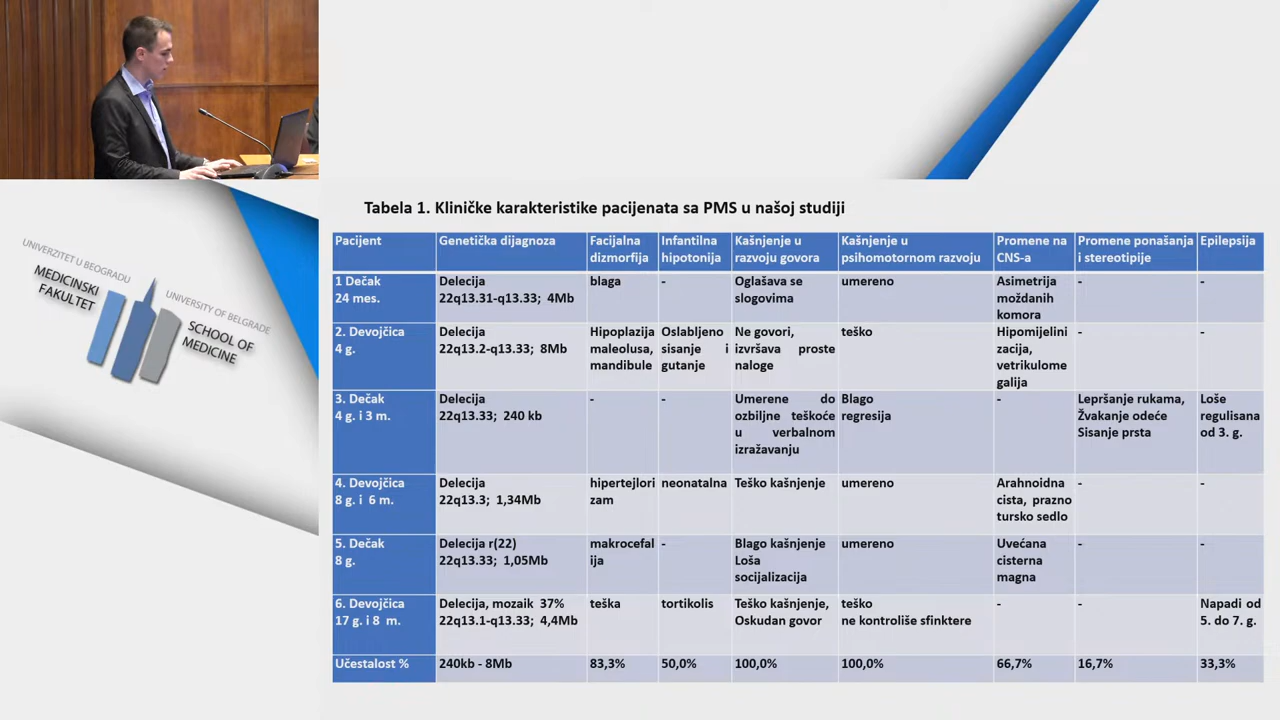 UNIVERZITET U BEOGRADU
MEDICINSKI
FAKULTET
UNIVERSITY OF BELGRADE
SCHOOL OF
MEDICINE
Tabela 1. Kliničke karakteristike pacijenata sa PMS u našoj studiji
Pacijent
Genetička dijagnoza
Facijalna
dizmorfija
Infantilna
hipotonija
Kašnjenje u
razvoju govora
Kašnjenje u
psihomotornom razvoju
Promene na
CNS-a
Promene ponašanja
i stereotipije
Epilepsija
1 Dečak
24 mes.
Delecija
22q13.31-q13.33; 4Mb
blaga
-
Oglašava se
slogovima
umereno
Asimetrija
moždanih
komora
-
-
2. Devojčica
4 g.
Delecija
22q13.2-q13.33; 8Mb
Hipoplazija
maleolusa,
mandibule
Oslabljeno
sisanje i
gutanje
Ne govori,
izvršava proste
naloge
teško
Hipomijelini
zacija,
vetrikulome
galija
-
-
3. Dečak
4 g. i 3 m.
Delecija
22q13.33; 240 kb
-
-
Umerene do
ozbiljne teškoće
u verbalnom
izražavanju
Blago
regresija
-
Lepršanje rukama,
Žvakanje odeće
Sisanje prsta
Loše
regulisana
od 3. g.
4. Devojčica
8 g. i 6 m.
Delecija
22q13.3; 1,34Mb
hipertejlori
zam
neonatalna
Teško kašnjenje
umereno
Arahnoidna
cista, prazno
tursko sedlo
-
-
5. Dečak
8 g.
Delecija r(22)
22q13.33; 1,05Mb
makrocefal
ija
-
Blago kašnjenje
Loša
socijalizacija
umereno
Uvećana
cisterna
magna
-
-
6. Devojčica
17 g. i 8 m.
Delecija, mozaik 37%
22q13.1-q13.33; 4,4Mb
teška
tortikolis
Teško kašnjenje,
Oskudan govor
teško
ne kontroliše sfinktere
-
-
Napadi od
5. do 7. g.
Učestalost %
240kb - 8Mb
83,3%
50,0%
100,0%
100,0%
66,7%
16,7%
33,3%